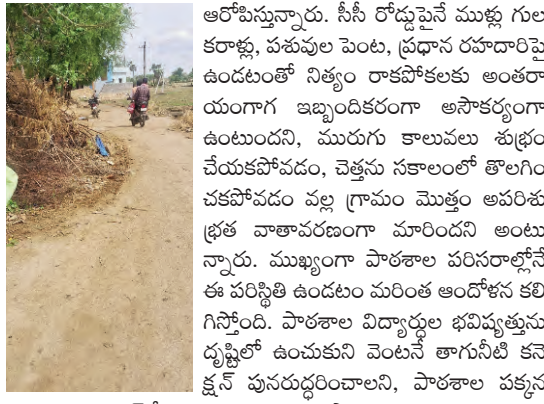 ఆరోపిస్తున్నారు. సీసీ రోడ్డుపైనే ముళ్లు గుల
కరాళ్లు, పశువుల పెంట, ప్రధాన రహదారిపై
ఉండటంతో నిత్యం రాకపోకలకు అంతరా
యంగాగ ఇబ్బందికరంగా అసౌకర్యంగా
ఉంటుందని, మురుగు కాలువలు శుభ్రం
చేయకపోవడం, చెత్తను సకాలంలో తొలగిం
చకపోవడం వల్ల గ్రామం మొత్తం అపరిశు
భ్రత వాతావరణంగా మారిందని అంటు
న్నారు. ముఖ్యంగా పాఠశాల పరిసరాల్లోనే
ఈ పరిస్థితి ఉండటం మరింత ఆందోళన కలి
గిస్తోంది. పాఠశాల విద్యార్థుల భవిష్యత్తును
దృష్టిలో ఉంచుకుని వెంటనే తాగునీటి కనె
క్షన్ పునరుద్ధరించాలని, పాఠశాల పక్కన